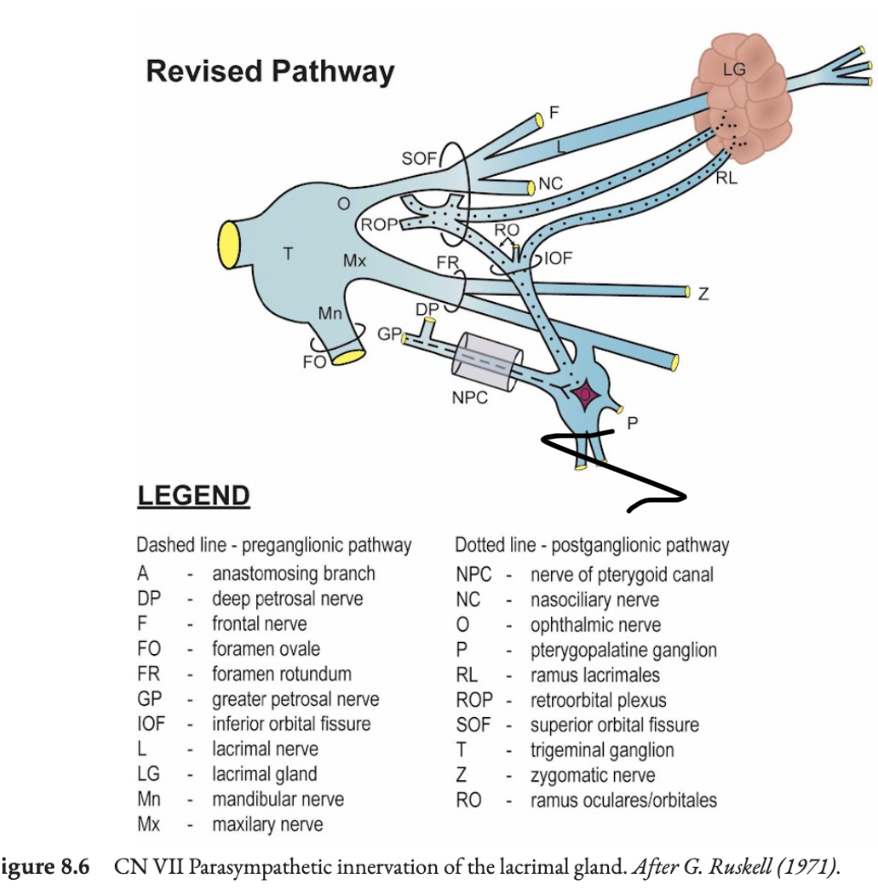 Revised Pathway
LG
F
L
SOF
NC
RL
O
ROP
RO
T
Mx
FR
IOF
Z
Mn
DP
GP
FO
NPC
P
LEGEND
Dashed line - preganglionic pathway
A - anastomosing branch
DP - deep petrosal nerve
F - frontal nerve
FO - foramen ovale
FR - foramen rotundum
GP - greater petrosal nerve
IOF - inferior orbital fissure
L - lacrimal nerve
LG - lacrimal gland
Mn - mandibular nerve
Mx - maxilary nerve
Dotted line - postganglionic pathway
NPC - nerve of pterygoid canal
NC - nasociliary nerve
O - ophthalmic nerve
P - pterygopalatine ganglion
RL - ramus lacrimales
ROP - retroorbital plexus
SOF - superior orbital fissure
T - trigeminal ganglion
Z - zygomatic nerve
RO - ramus oculares/orbitales
igure 8.6 CN VII Parasympathetic innervation of the lacrimal gland. After G. Ruskell (1971).